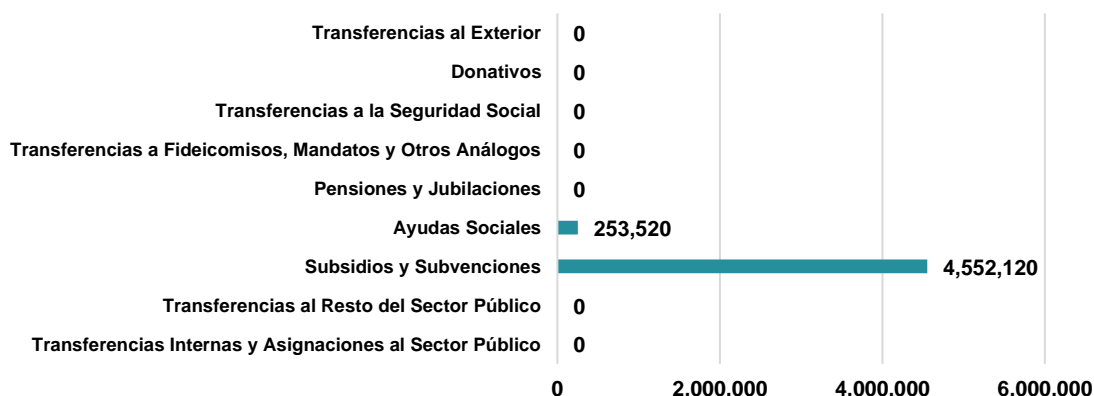 Transferencias al Exterior 0
Donativos 0
Transferencias a la Seguridad Social 0
Transferencias a Fideicomisos, Mandatos y Otros Análogos 0
Pensiones y Jubilaciones 0
Ayudas Sociales 253,520
Subsidios y Subvenciones 4,552,120
Transferencias al Resto del Sector Público 0
Transferencias Internas y Asignaciones al Sector Público 0
0 2,000,000 4,000,000 6,000,000